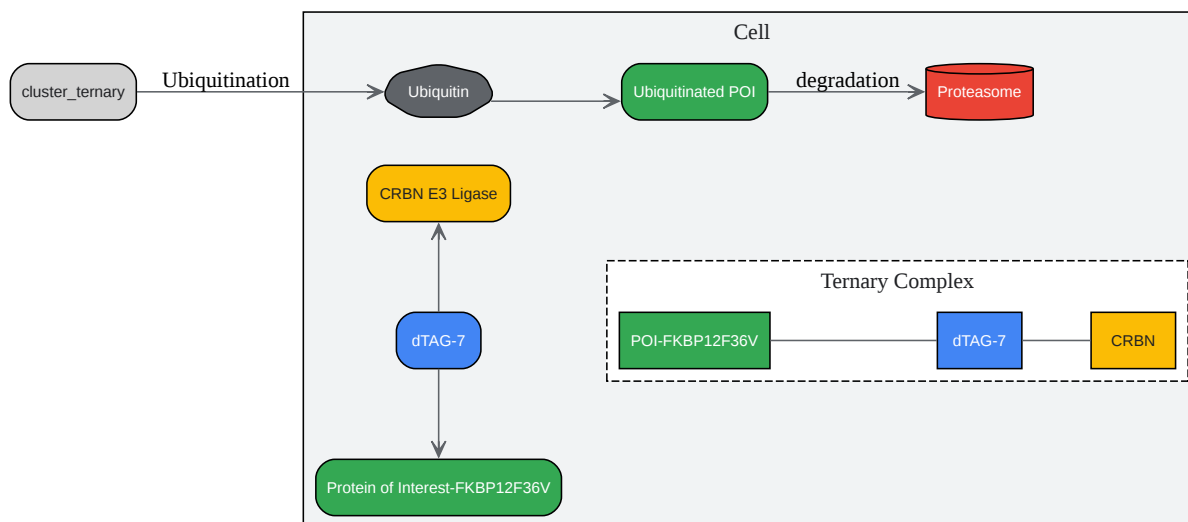 Cell
cluster_ternary
Ubiquitination
Ubiquitin
Ubiquitinated POI
degradation
Proteasome
CRBN E3 Ligase
Ternary Complex
dTAG-7
POI-FKBP12F36V
dTAG-7
CRBN
Protein of Interest-FKBP12F36V